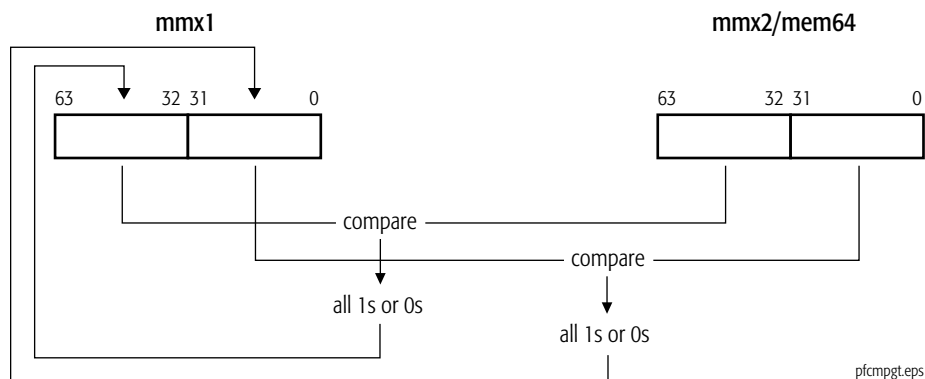 mmx1 mmx2/mem64
63 32 31 0 63 32 31 0
compare
compare
all 1s or 0s
all 1s or 0s
pfcmpgt.eps